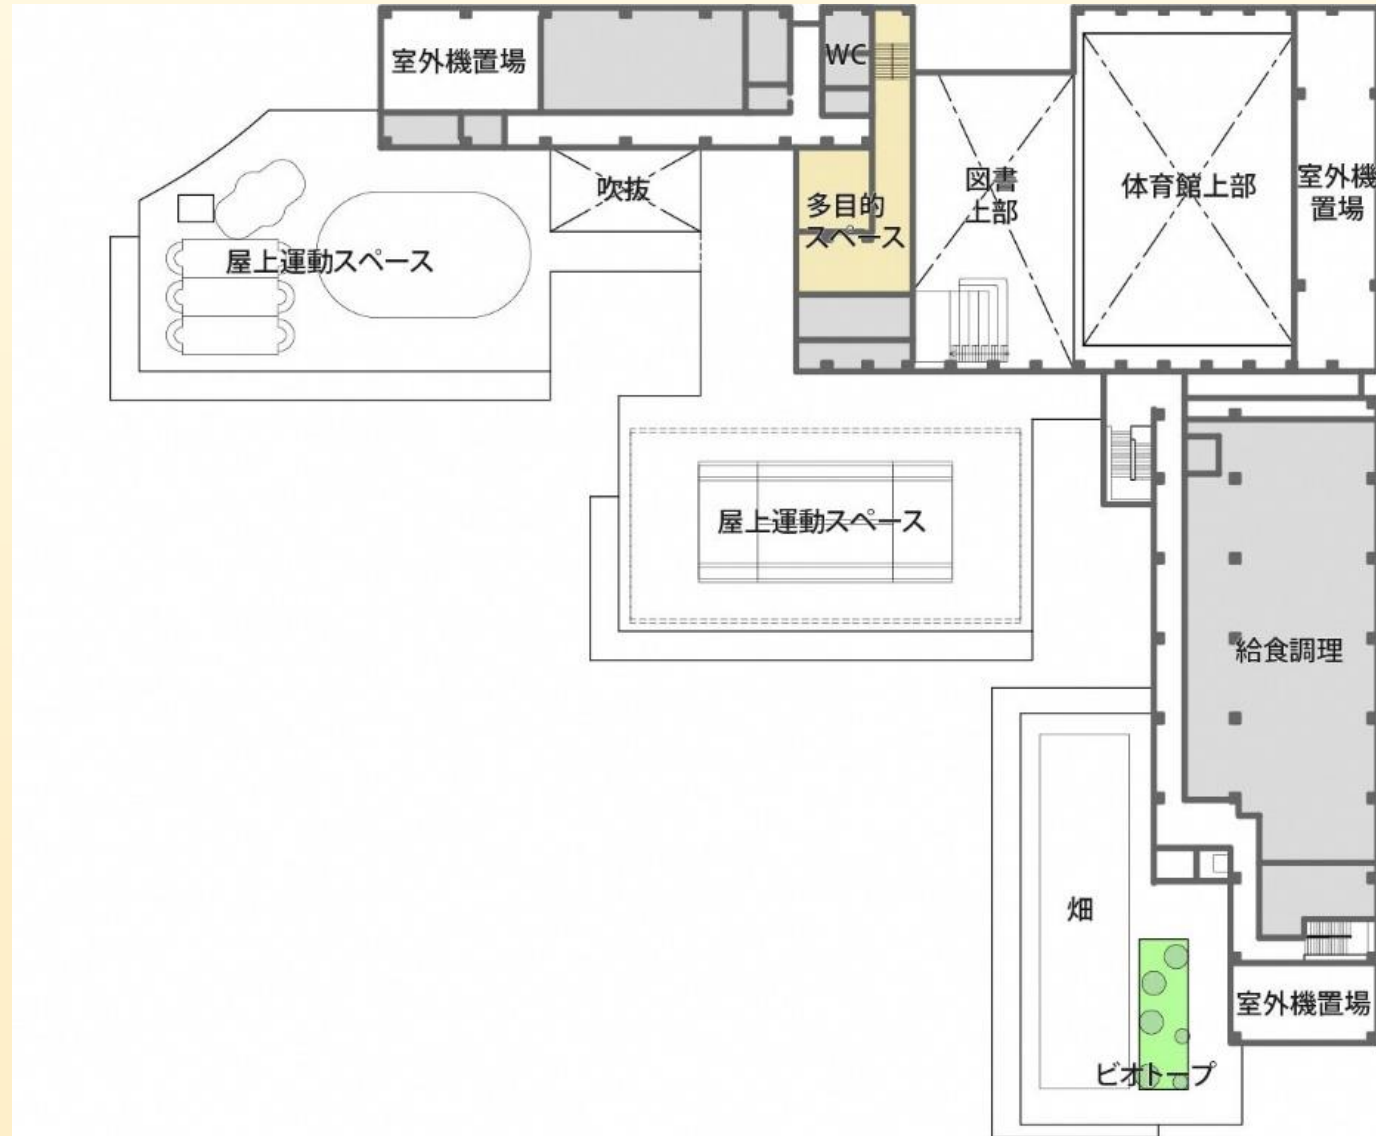 室外機置場
WC
吹抜
多目的
スペース
図書
上部
体育館上部
室外機
置場
屋上運動スペース
屋上運動スペース
給食調理
畑
室外機置場
ビオトープ